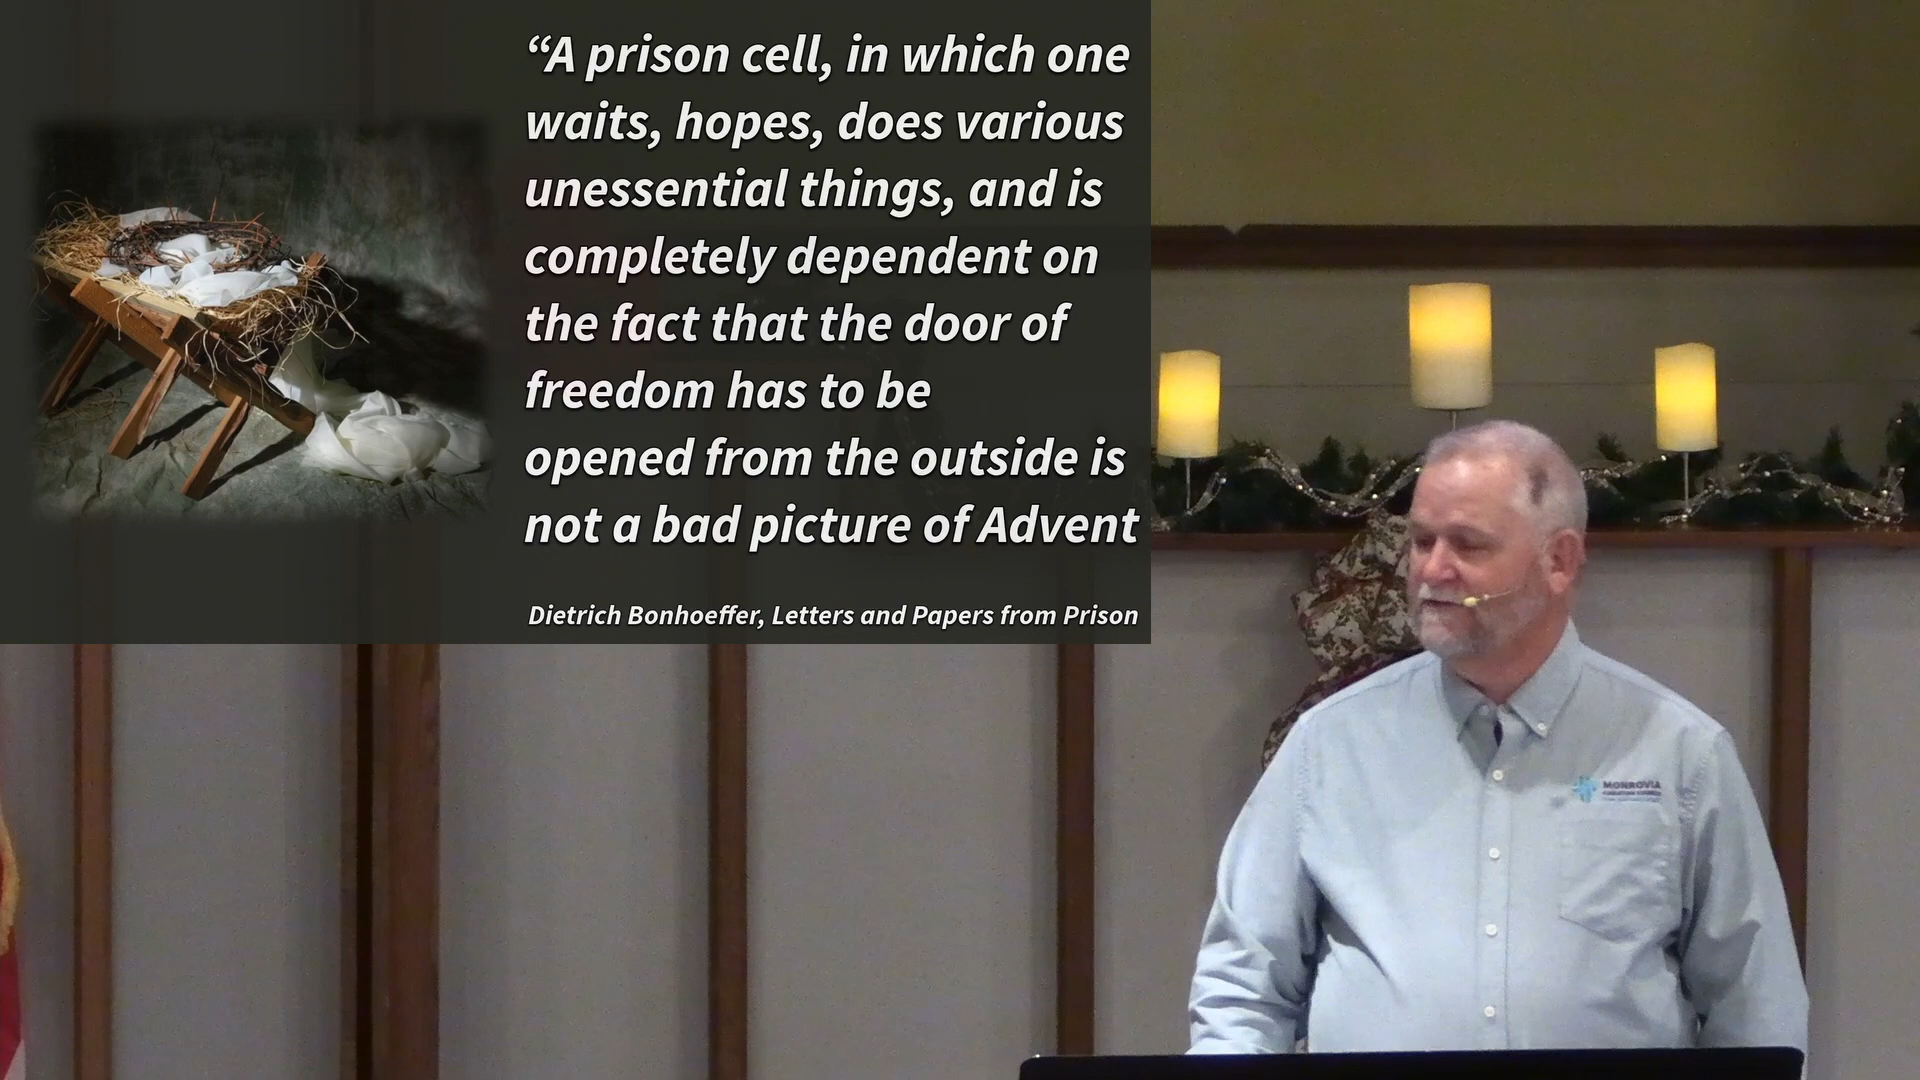 “A prison cell, in which one
waits, hopes, does various
unessential things, and is
completely dependent on
the fact that the door of
freedom has to be
opened from the outside is
not a bad picture of Advent
Dietrich Bonhoeffer, Letters and Papers from Prison
MONROVIA
CHRISTIAN CHURCH